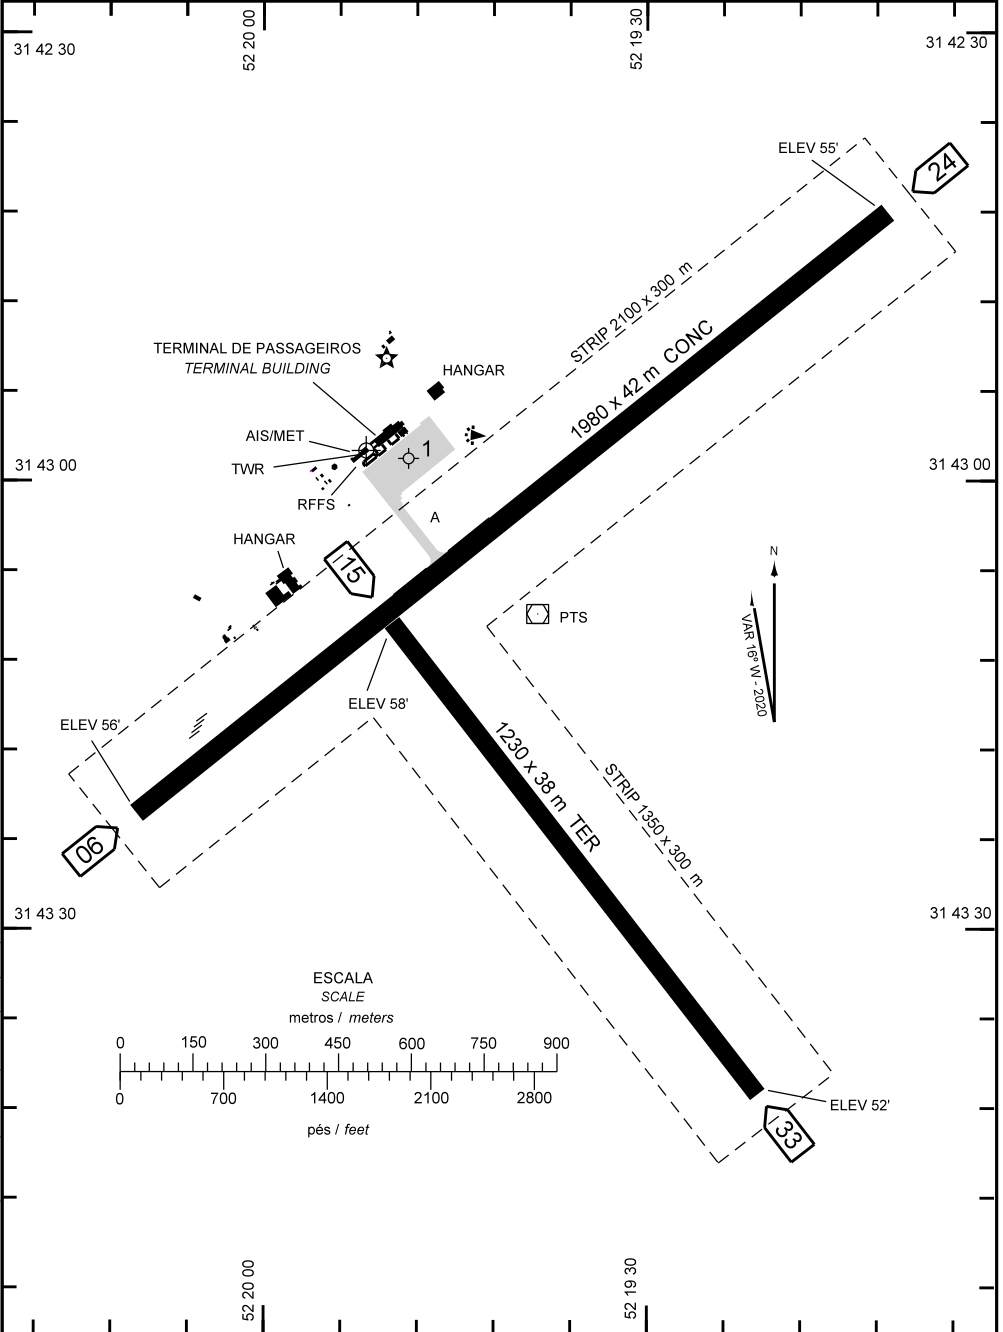 52 20 00
52 19 30
31 42 30
31 42 30
ELEV 55'
24
STRIP 2100 x 300 m
1980 x 42 m CONC
TERMINAL DE PASSAGEIROS
TERMINAL BUILDING
HANGAR
AIS/MET
TWR
1
RFFS
31 43 00
31 43 00
A
HANGAR
15
N
VAR 16º W - 2020
PTS
ELEV 58'
ELEV 56'
06
1230 x 38 m TER
STRIP 1350 x 300 m
31 43 30
31 43 30
ESCALA
SCALE
metros / meters
0 150 300 450 600 750 900
0 700 1400 2100 2800
pés / feet
ELEV 52'
33
52 20 00
52 19 30